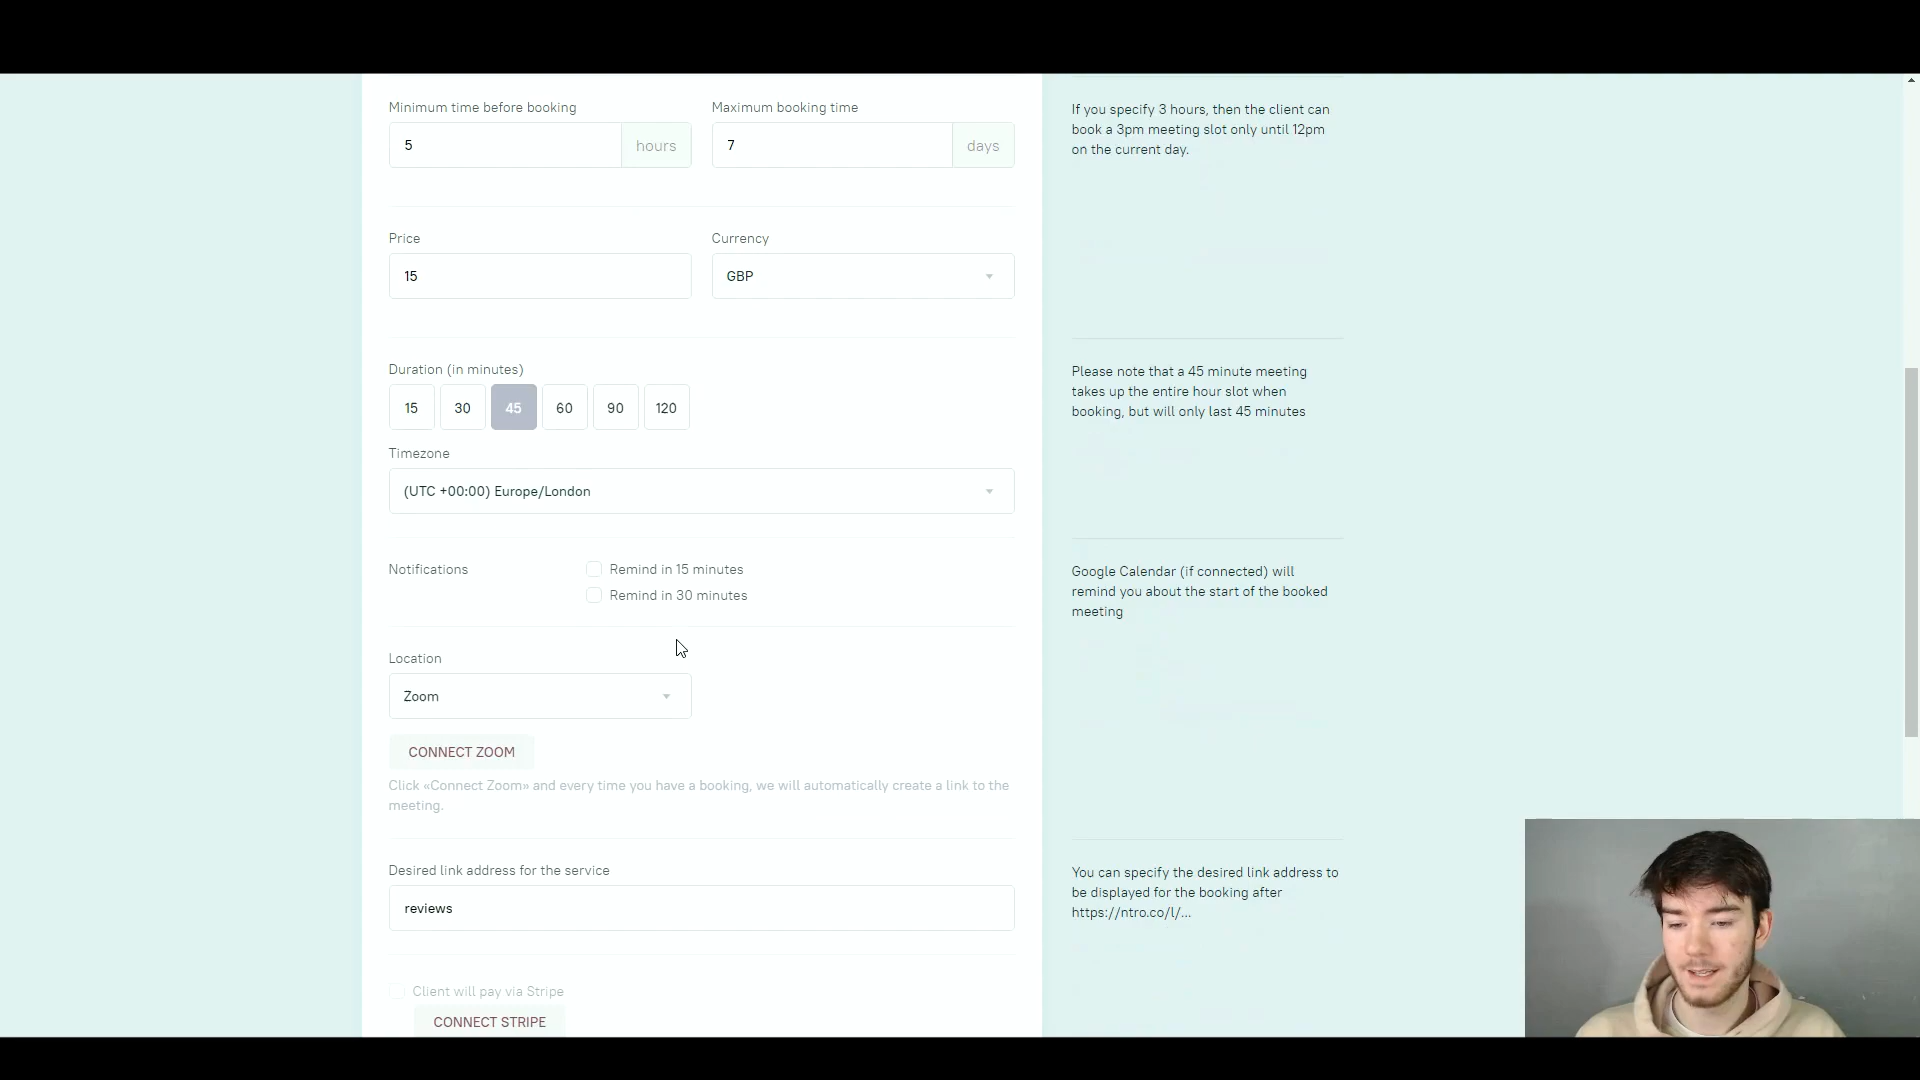 Minimum time before booking
Maximum booking time
5 hours
7 days
If you specify 3 hours, then the client can
book a 3pm meeting slot only until 12pm
on the current day.
Price
Currency
15
GBP
Duration (in minutes)
15 30 45 60 90 120
Please note that a 45 minute meeting
takes up the entire hour slot when
booking, but will only last 45 minutes
Timezone
(UTC +00:00) Europe/London
Notifications
Remind in 15 minutes
Remind in 30 minutes
Google Calendar (if connected) will
remind you about the start of the booked
meeting
Location
Zoom
CONNECT ZOOM
Click «Connect Zoom» and every time you have a booking, we will automatically create a link to the
meeting.
Desired link address for the service
reviews
You can specify the desired link address to
be displayed for the booking after
https://ntro.co/l/...
Client will pay via Stripe
CONNECT STRIPE